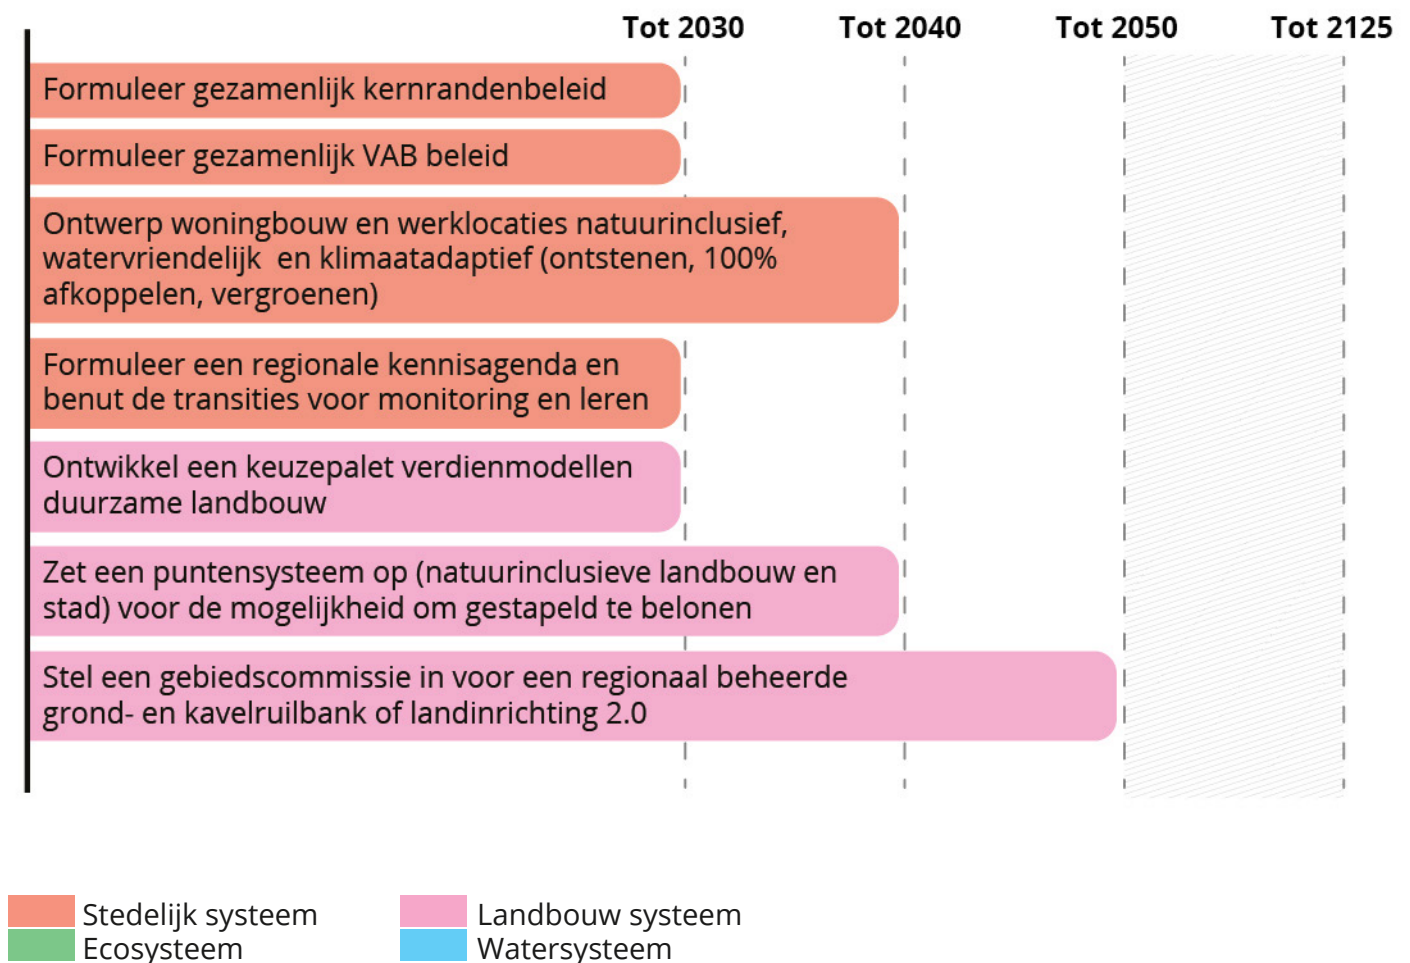 Tot 2030 Tot 2040 Tot 2050 Tot 2125
Formuleer gezamenlijk kernrandenbeleid
Formuleer gezamenlijk VAB beleid
Ontwerp woningbouw en werklocaties natuurinclusief,
watervriendelijk en klimaatadaptief (ontstenen, 100%
afkoppelen, vergroenen)
Formuleer een regionale kennisagenda en
benut de transities voor monitoring en leren
Ontwikkel een keuzepalet verdienmodellen
duurzame landbouw
Zet een puntensysteem op (natuurinclusieve landbouw en
stad) voor de mogelijkheid om gestapeld te belonen
Stel een gebiedscommissie in voor een regionaal beheerde
grond- en kavelruilbank of landinrichting 2.0
Stedelijk systeem Landbouw systeem
Ecosysteem Watersysteem